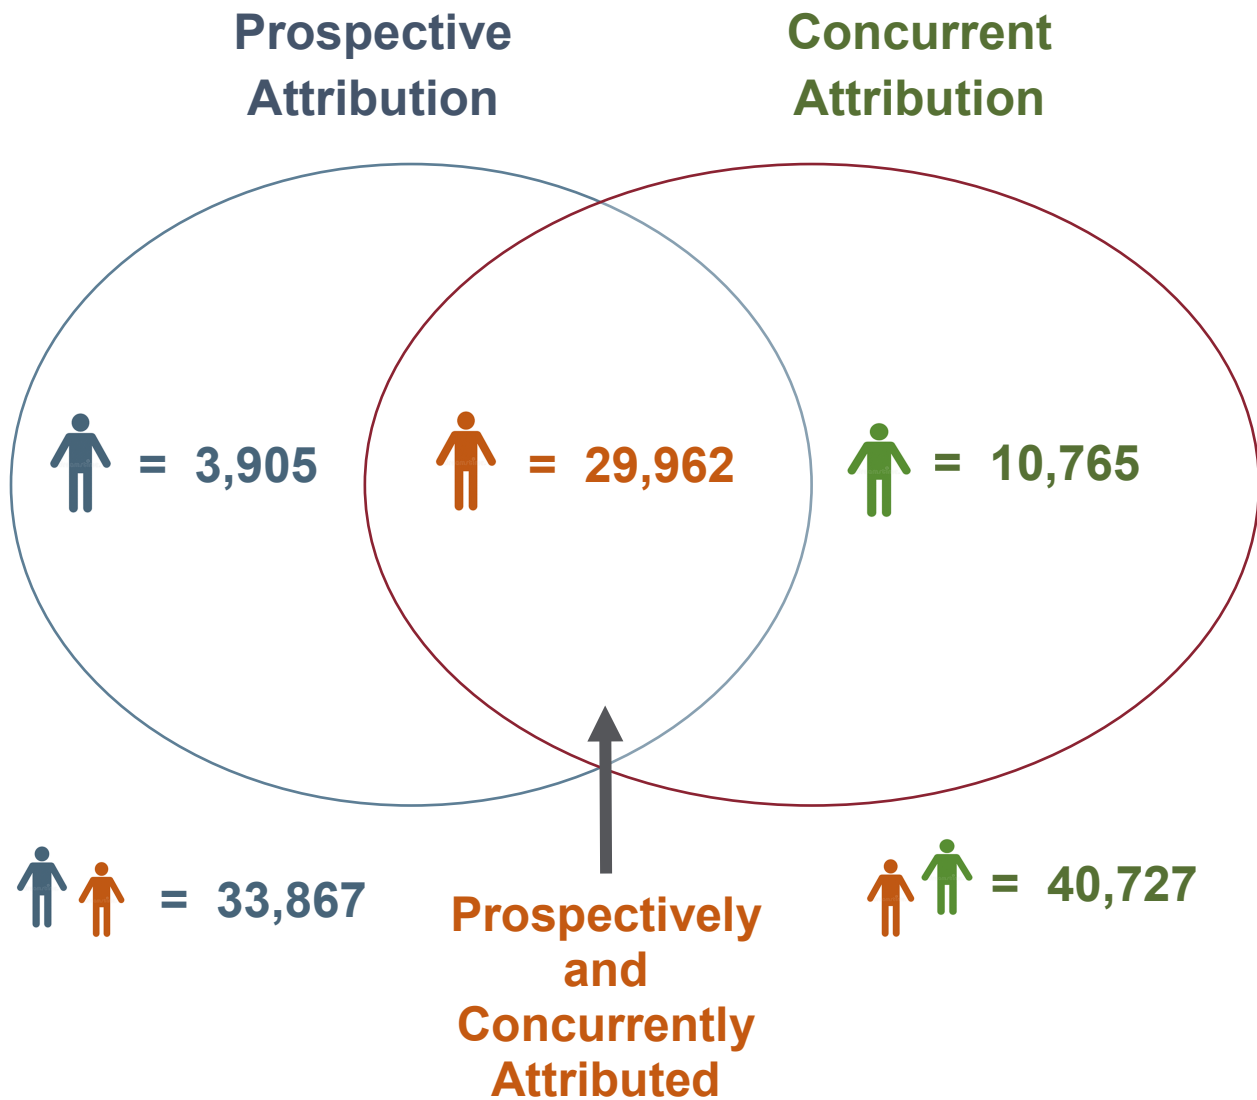 Prospective
Attribution
Concurrent
Attribution
= 3,905
= 29,962
= 10,765
= 33,867
= 40,727
Prospectively
and
Concurrently
Attributed